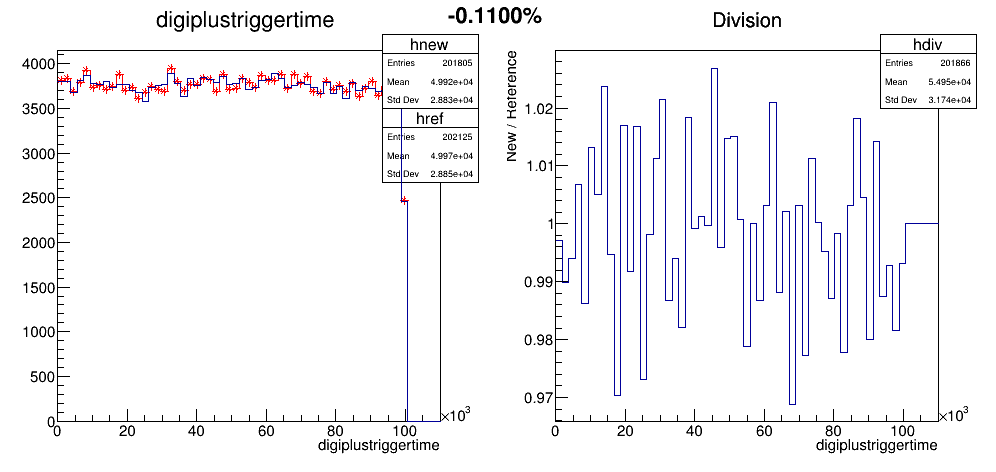 digiplustriggertime
-0.1100%
Division
hnew
Entries 201805
Mean 4.992e+04
Std Dev 2.883e+04
href
Entries 202125
Mean 4.997e+04
Std Dev 2.885e+04
4000
3500
3000
2500
2000
1500
1000
500
0
0 20 40 60 80 100
×10³
digiplustriggertime
hdiv
Entries 201866
Mean 5.495e+04
Std Dev 3.174e+04
New / Reference
1.02
1.01
1
0.99
0.98
0.97
0 20 40 60 80 100
×10³
digiplustriggertime